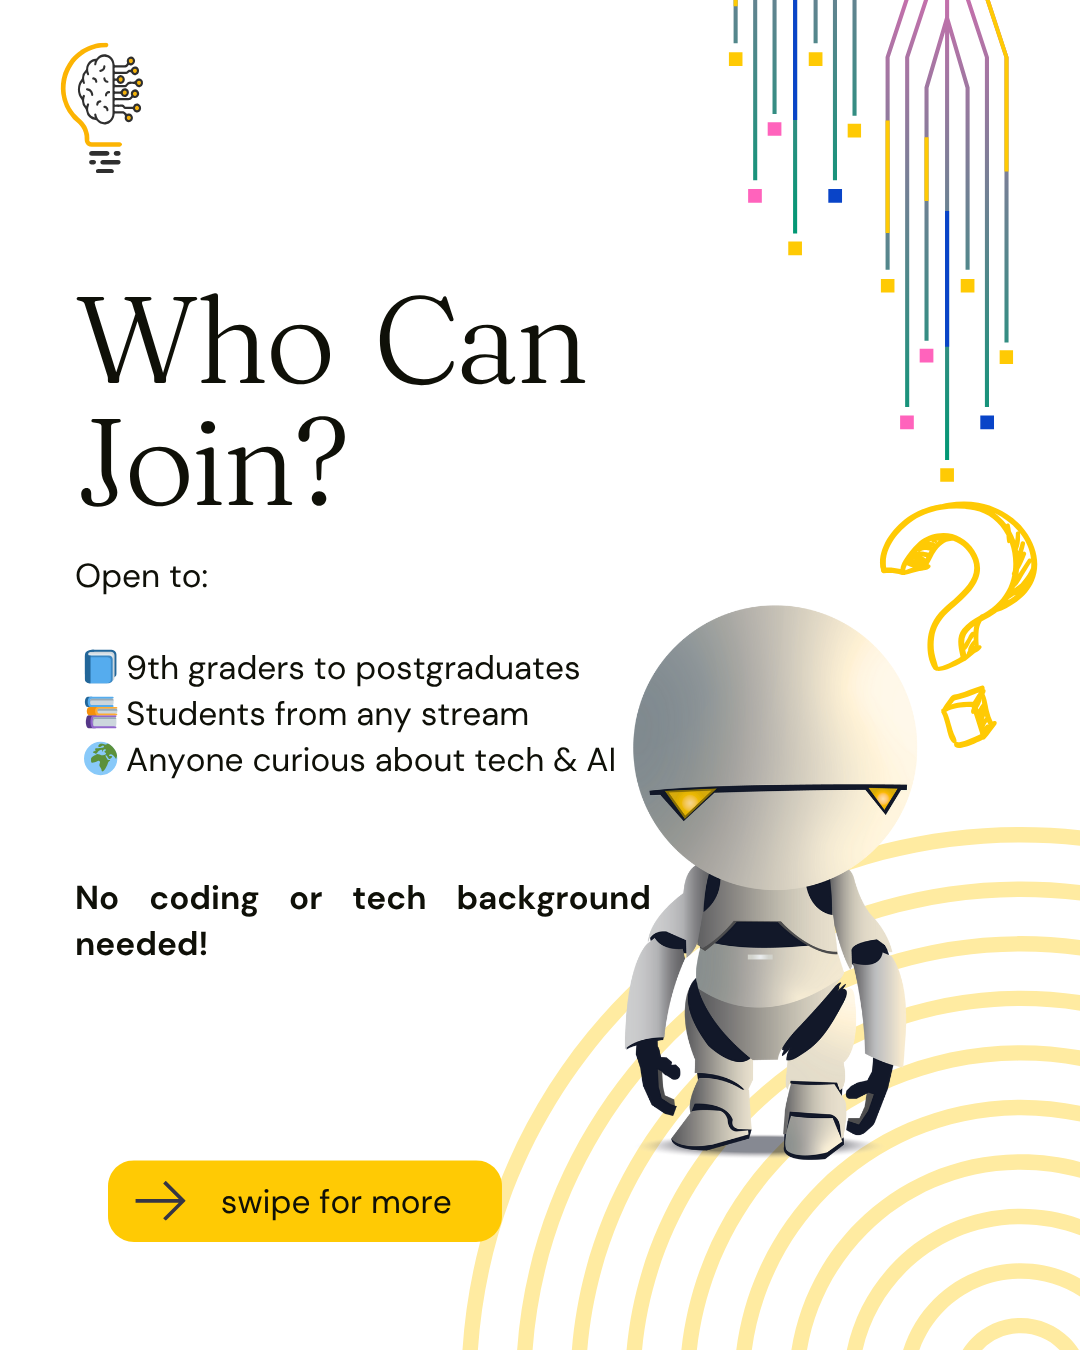 Who Can
Join?
Open to:
📘 9th graders to postgraduates
📚 Students from any stream
🌍 Anyone curious about tech & AI
No coding or tech background
needed!
swipe for more
?